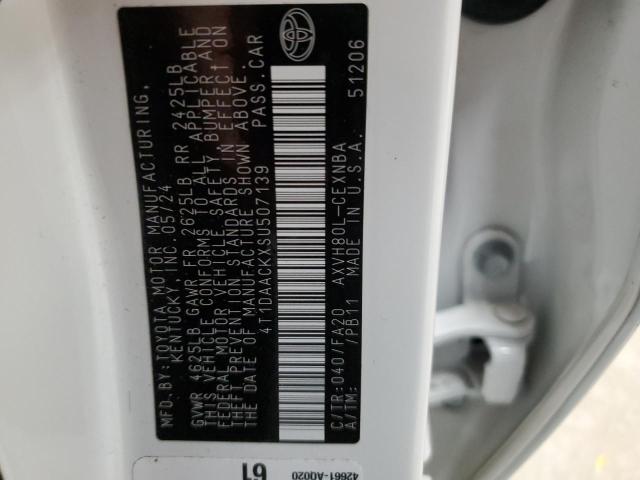 MFD. BY: TOYOTA MOTOR MANUFACTURING,
KENTUCKY, INC. 05/24
GVWR 4625LB GAWR FR 2625LB RR 2425LB
THIS VEHICLE CONFORMS TO ALL APPLICABLE
FEDERAL MOTOR VEHICLE SAFETY, BUMPER AND
THEFT PREVENTION STANDARDS IN EFFECT ON
THE DATE OF MANUFACTURE SHOWN ABOVE.
4T1DAACKXSU507139 PASS. CAR
C/TR: 040/FA20 AXVH80L-CEXNBA
A/TM: /PB11 MADE IN U.S.A. 51206
61
42661-AQ020